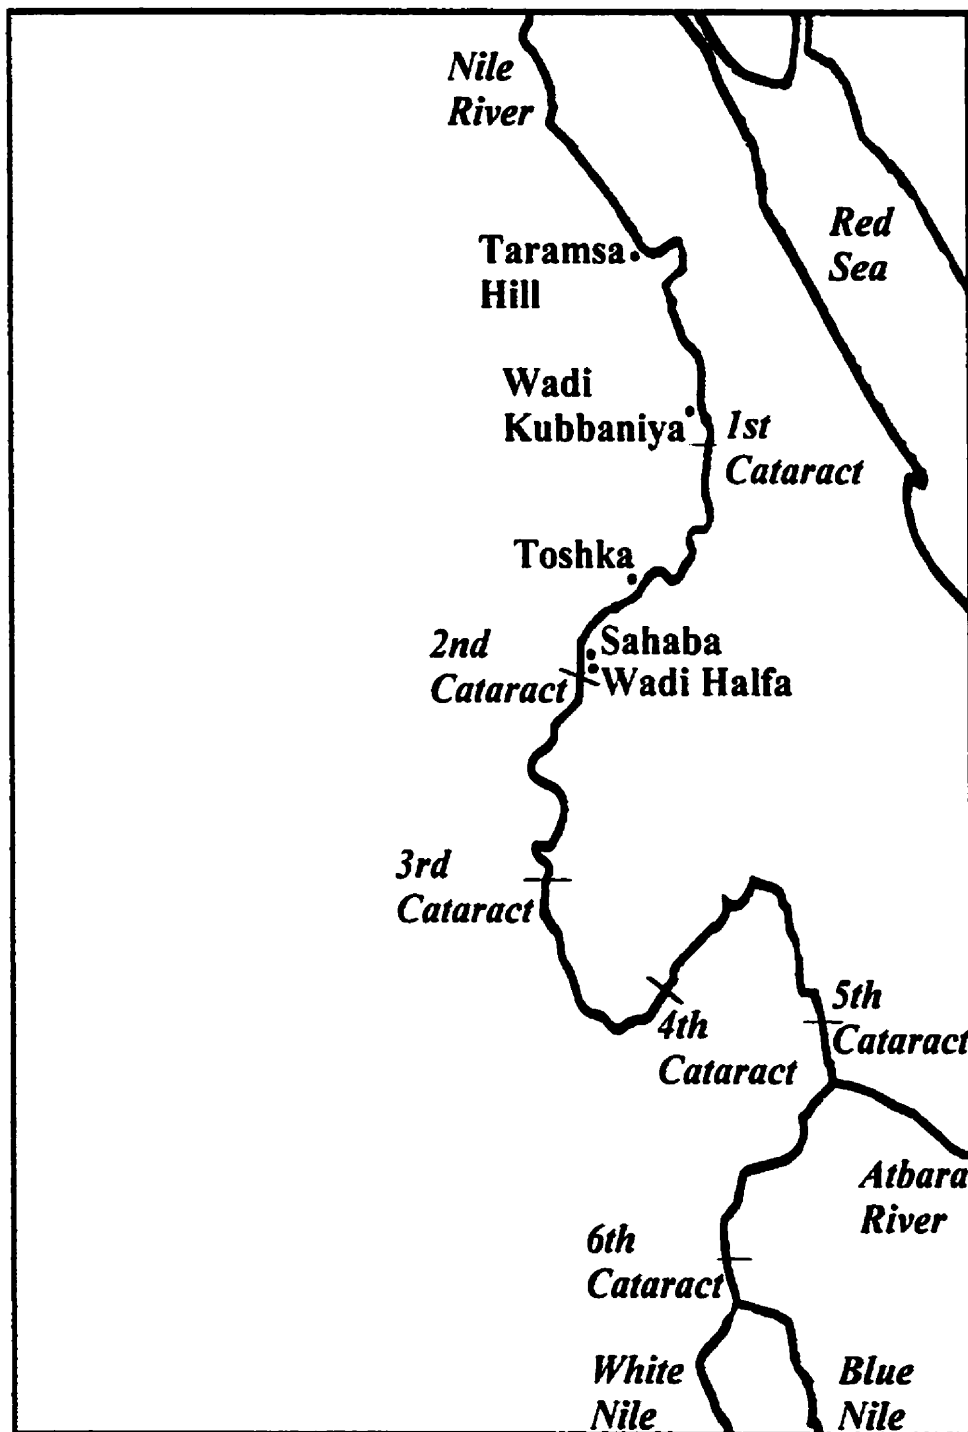 Nile
River
Red
Sea
Taramsa
Hill
Wadi
Kubbaniya
1st
Cataract
Toshka
2nd
Cataract
Sahaba
Wadi Halfa
3rd
Cataract
4th
Cataract
5th
Cataract
Atbara
River
6th
Cataract
White
Nile
Blue
Nile